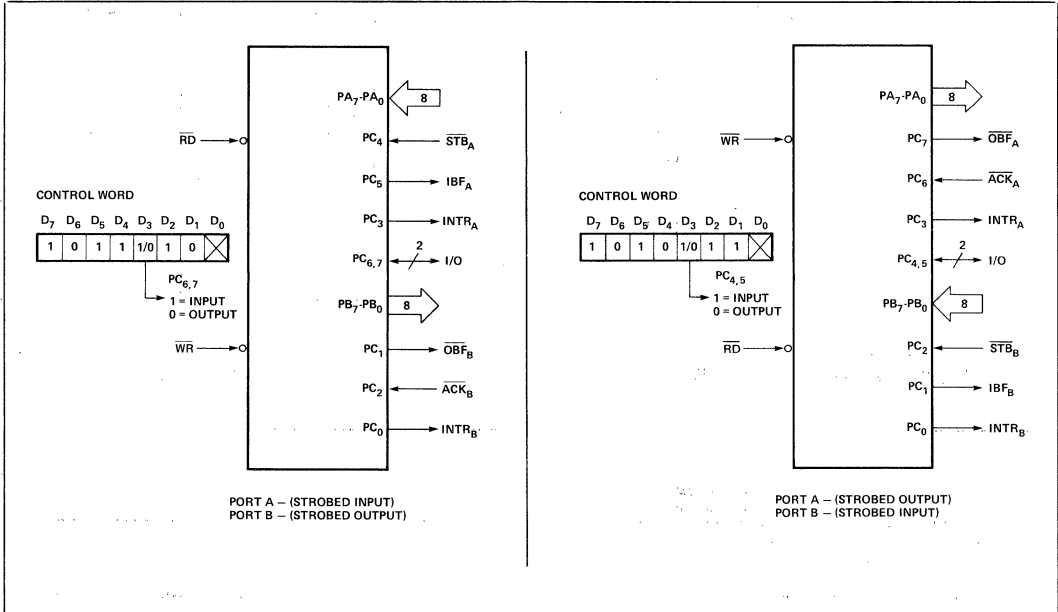 PA7-PA0
8
RD
PC4
STBA
PC5
IBFA
CONTROL WORD
PC3
INTRA
D7 D6 D5 D4 D3 D2 D1 D0
1 0 1 1 1/0 1 0 X
2
PC6,7
I/O
PC6,7
1 = INPUT
0 = OUTPUT
PB7-PB0
8
WR
PC1
OBFB
PC2
ACKB
PC0
INTRB
PORT A – (STROBED INPUT)
PORT B – (STROBED OUTPUT)
PA7-PA0
8
WR
PC7
OBFA
PC6
ACKA
CONTROL WORD
PC3
INTRA
D7 D6 D5 D4 D3 D2 D1 D0
1 0 1 0 1/0 1 1 X
2
PC4,5
I/O
PC4,5
1 = INPUT
0 = OUTPUT
PB7-PB0
8
RD
PC2
STBB
PC1
IBFB
PC0
INTRB
PORT A – (STROBED OUTPUT)
PORT B – (STROBED INPUT)